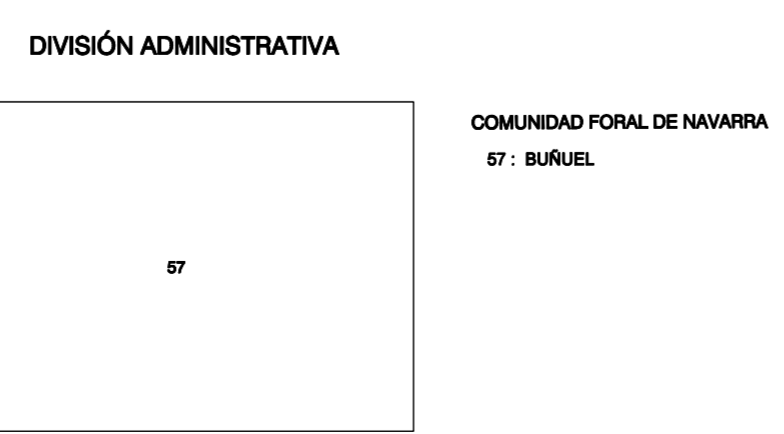 DIVISIÓN ADMINISTRATIVA
COMUNIDAD FORAL DE NAVARRA
57 : BUÑUEL
57